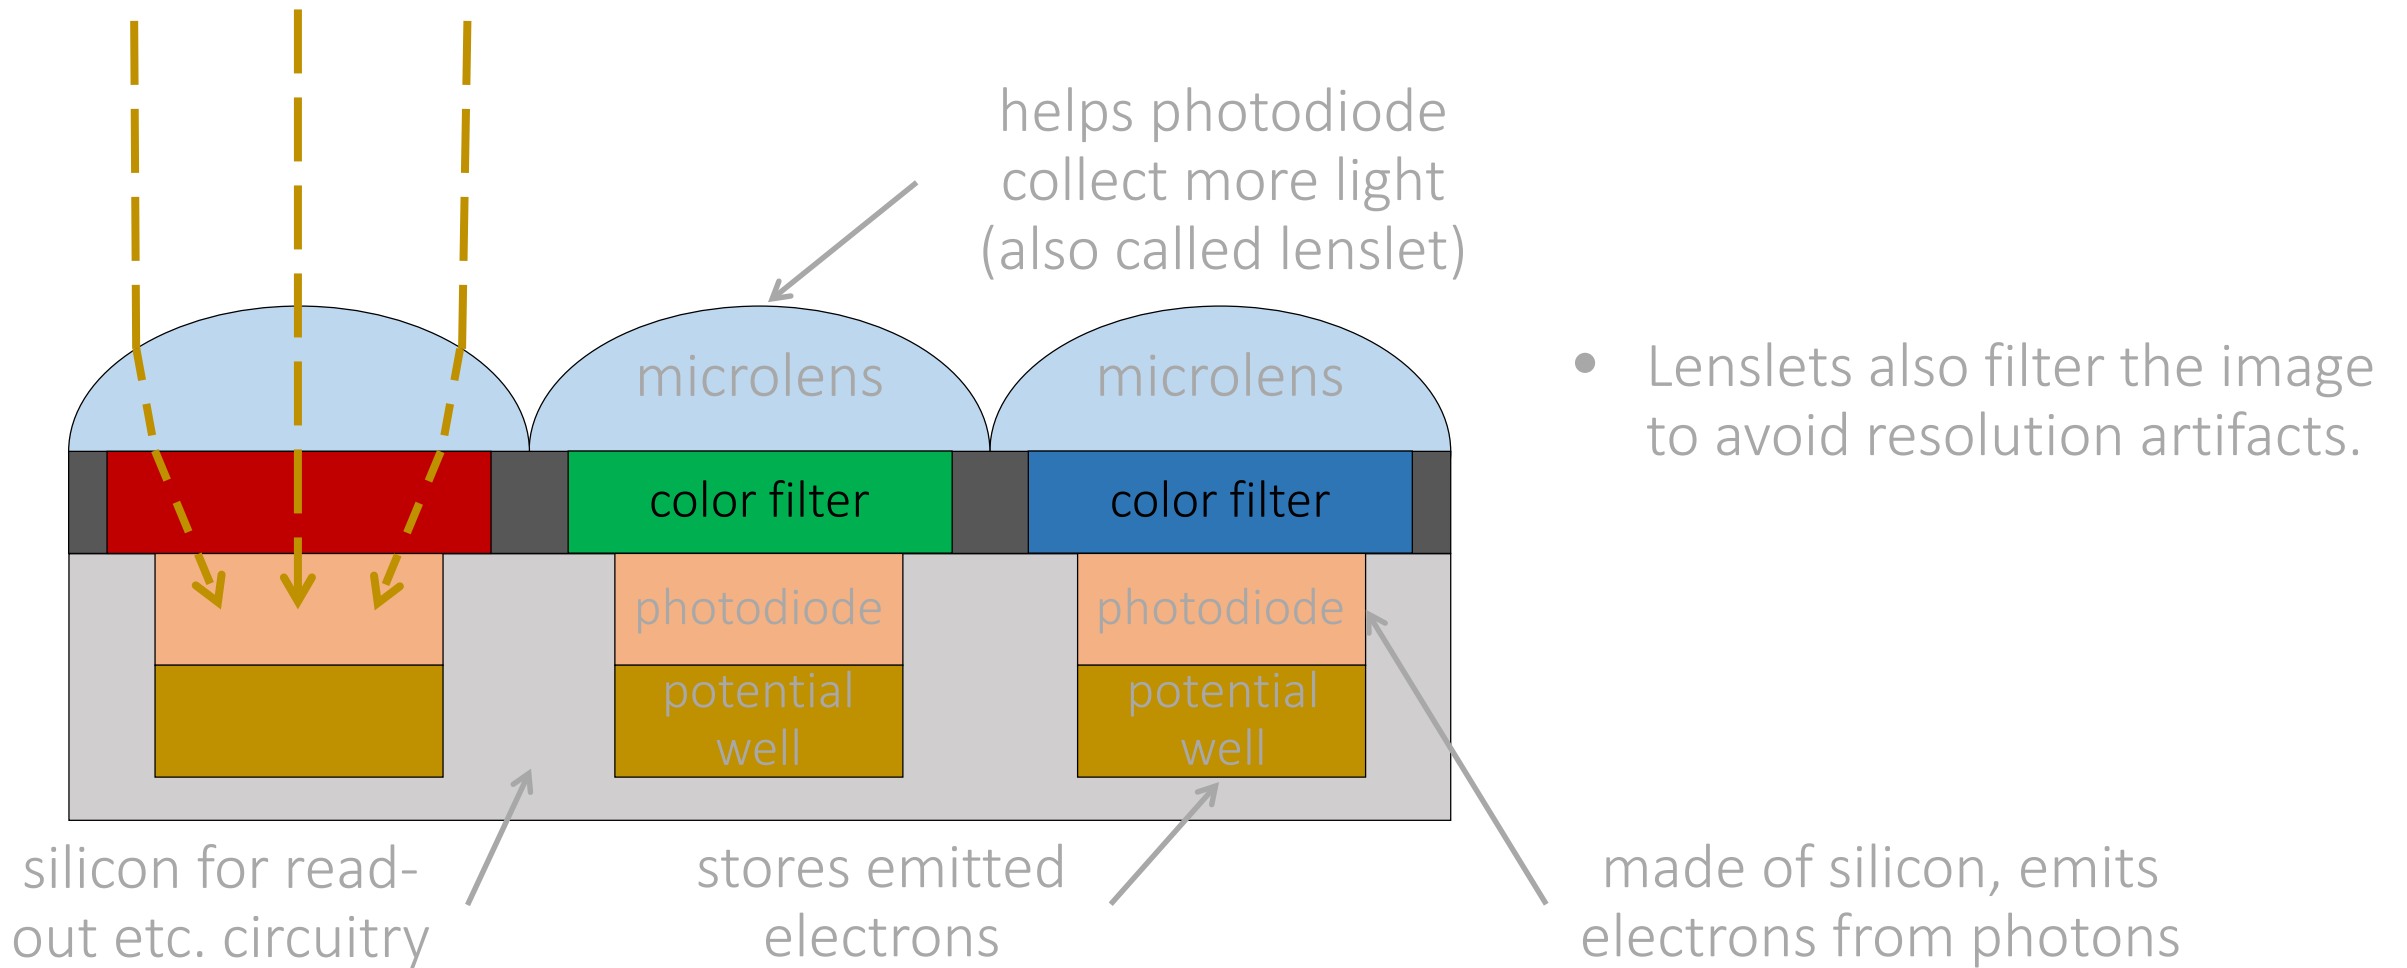 helps photodiode
collect more light
(also called lenslet)
microlens
microlens
• Lenslets also filter the image
to avoid resolution artifacts.
color filter
color filter
photodiode
photodiode
potential
well
potential
well
silicon for read-
out etc. circuitry
stores emitted
electrons
made of silicon, emits
electrons from photons